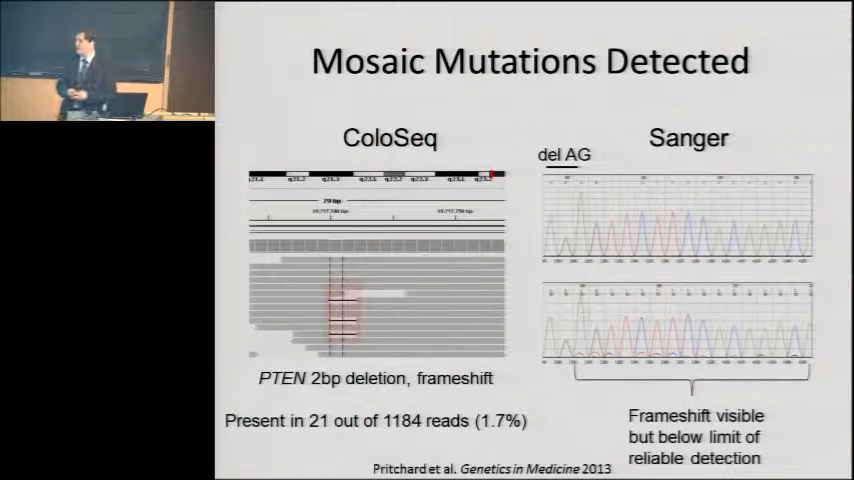 Mosaic Mutations Detected
ColoSeq
Sanger
del AG
79 bp
PTEN 2bp deletion, frameshift
Present in 21 out of 1184 reads (1.7%)
Frameshift visible
but below limit of
reliable detection
Pritchard et al. Genetics in Medicine 2013